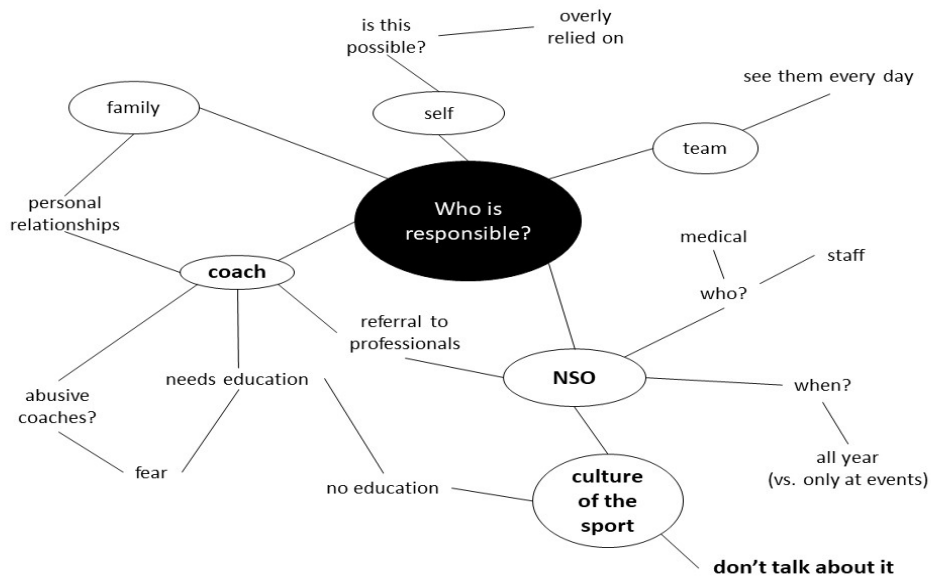 is this
possible?
overly
relied on
see them every day
family
self
team
personal
relationships
Who is
responsible?
medical
staff
who?
coach
referral to
professionals
NSO
when?
needs education
abusive
coaches?
fear
all year
(vs. only at events)
no education
culture
of the
sport
don’t talk about it